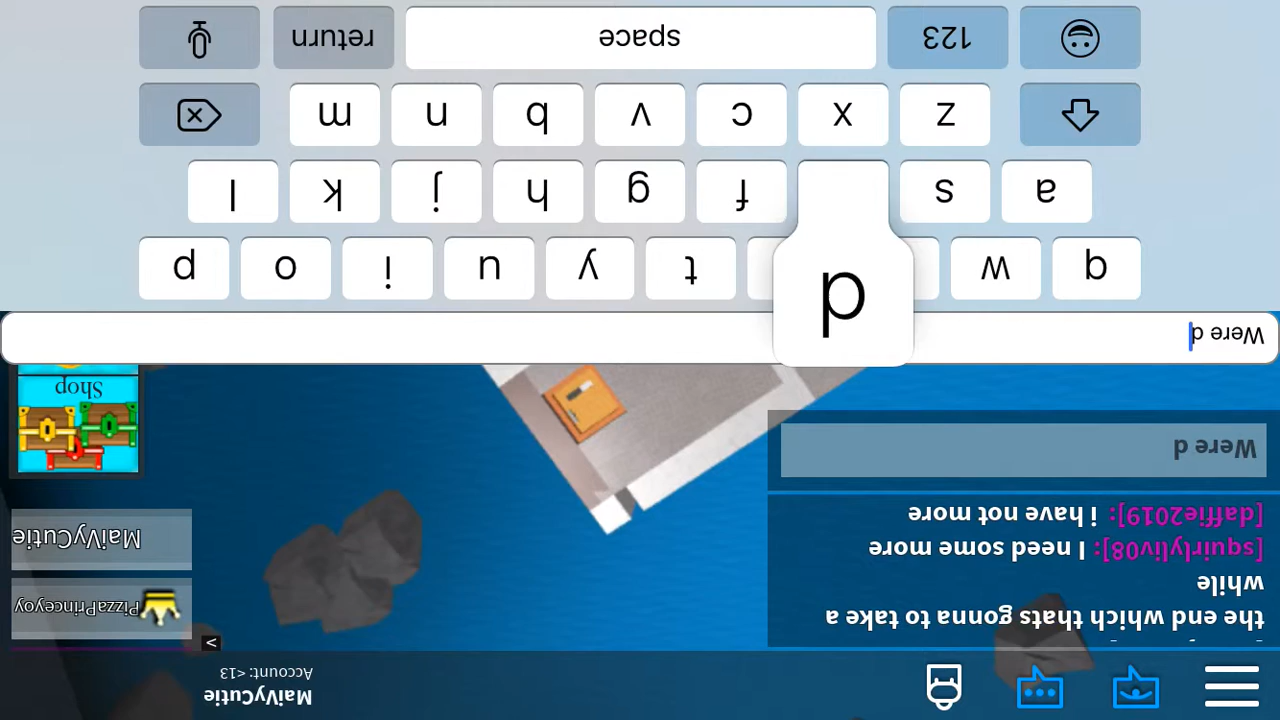 MaiVyCutie
Account: <13
the end which thats gonna to take a
while
[squirlyliv08]: I need some more
[daffie2019]: i have not more
Were d
PizzaPrinceyoy
MaiVyCutie
Shop
Were d
q w t y u i o p
a s d f g h j k l
z x c v b n m
123 space return